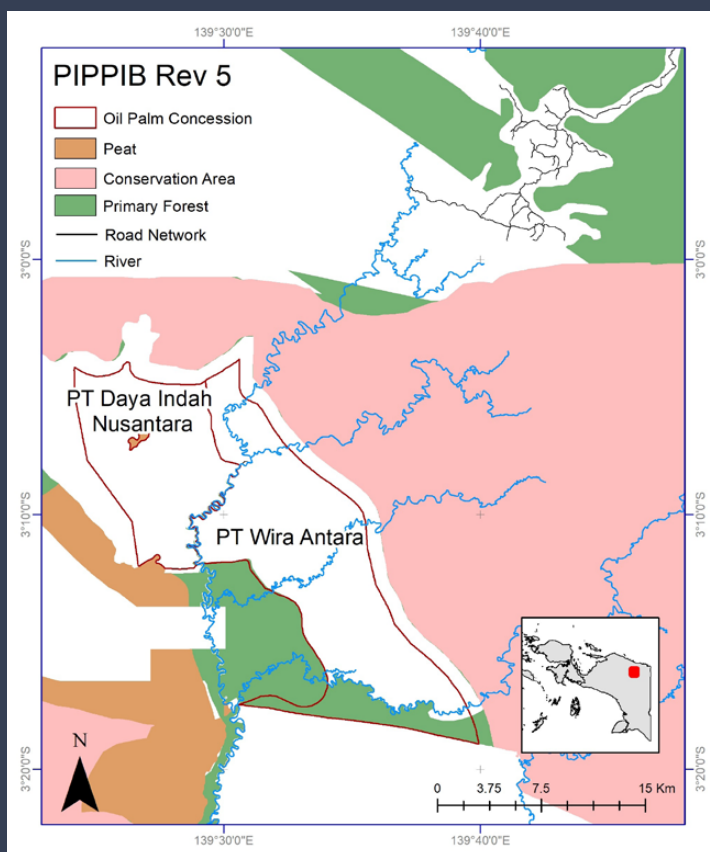 139°30'0"E
139°40'0"E
PIPPIB Rev 5
Oil Palm Concession
Peat
Conservation Area
Primary Forest
Road Network
River
3°0'0"S
3°0'0"S
PT Daya Indah
Nusantara
3°10'0"S
3°10'0"S
PT Wira Antara
N
3°20'0"S
3°20'0"S
0 3.75 7.5 15 Km
139°30'0"E
139°40'0"E